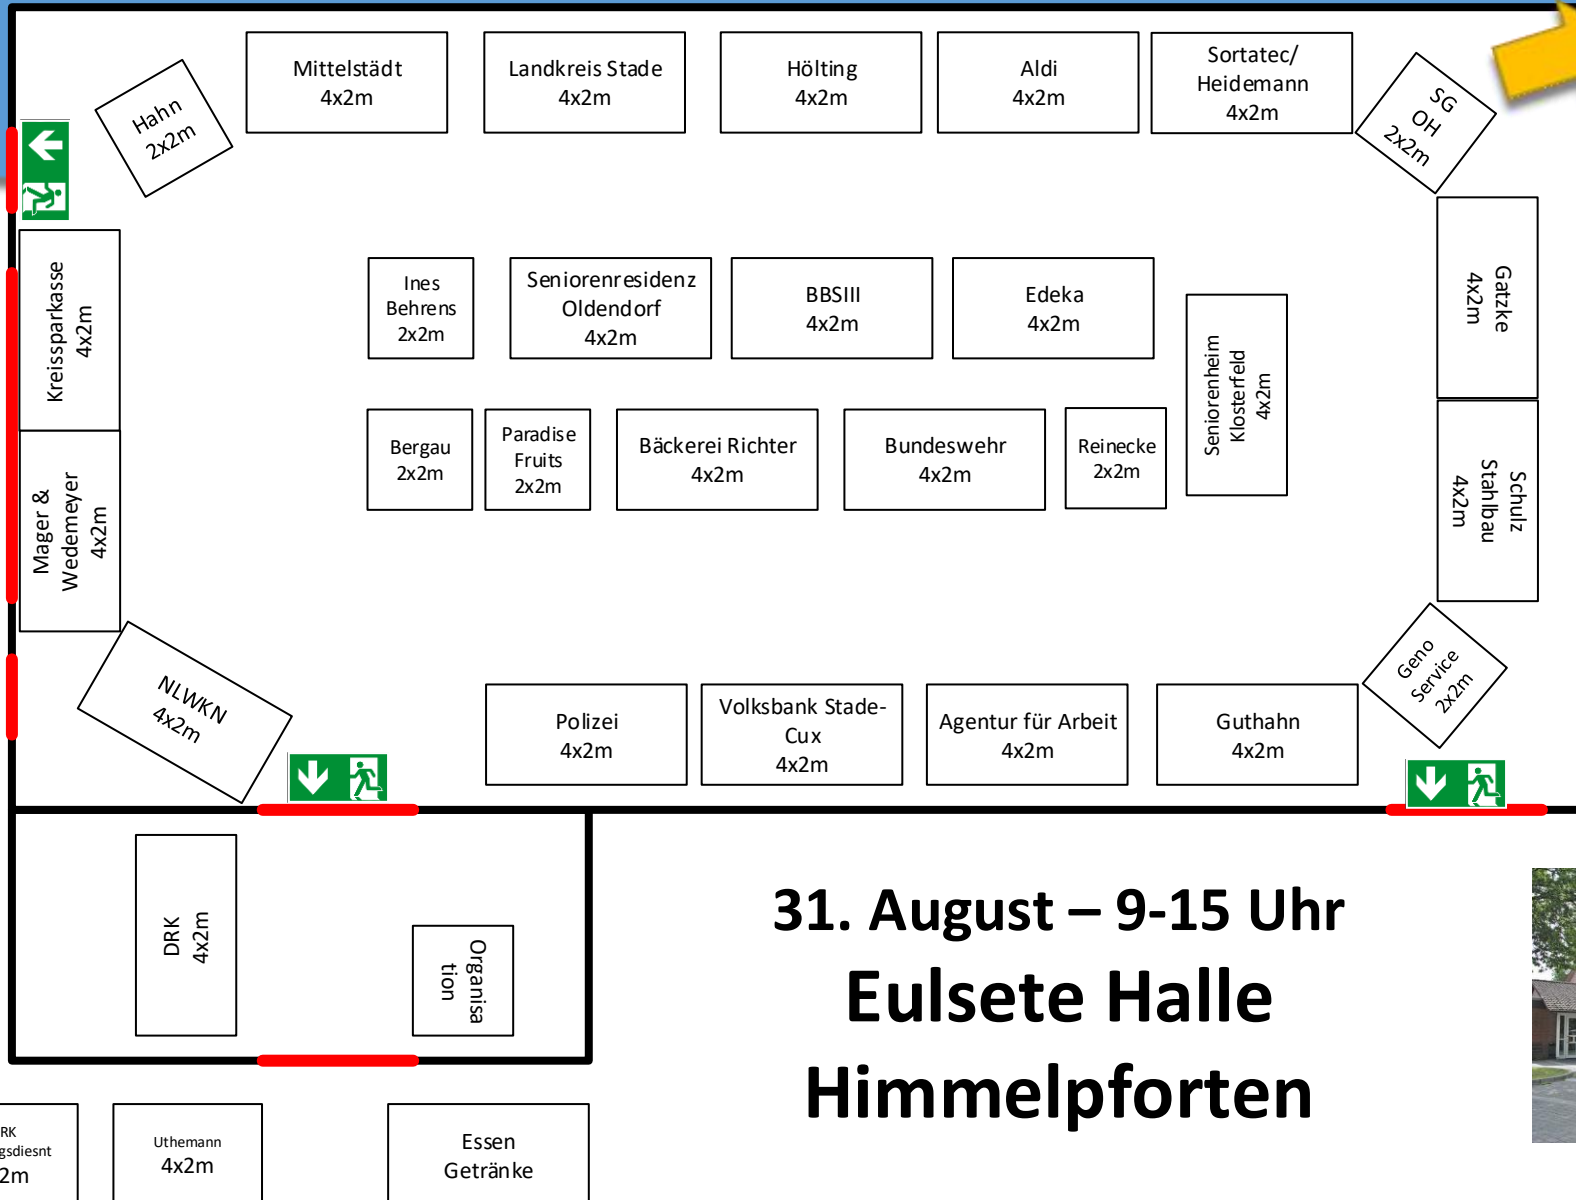 Mittelstädt
4x2m
Landkreis Stade
4x2m
Hölting
4x2m
Aldi
4x2m
Sortatec/
Heidemann
4x2m
Hahn
2x2m
SG
OH
2x2m
Kreissparkasse
4x2m
Ines
Behrens
2x2m
Seniorenresidenz
Oldendorf
4x2m
BBSIII
4x2m
Edeka
4x2m
Seniorenheim
Klosterfeld
4x2m
Gatzke
4x2m
Mager &
Wedemeyer
4x2m
Bergau
2x2m
Paradise
Fruits
2x2m
Bäckerei Richter
4x2m
Bundeswehr
4x2m
Reinecke
2x2m
Schulz
Stahlbau
4x2m
NLWKN
4x2m
Polizei
4x2m
Volksbank Stade-
Cux
4x2m
Agentur für Arbeit
4x2m
Guthahn
4x2m
Geno
Service
2x2m
DRK
4x2m
Organisa
tion
31. August – 9-15 Uhr
Eulsete Halle
Himmelpforten
RK
gsdiesnt
2m
Uthemann
4x2m
Essen
Getränke